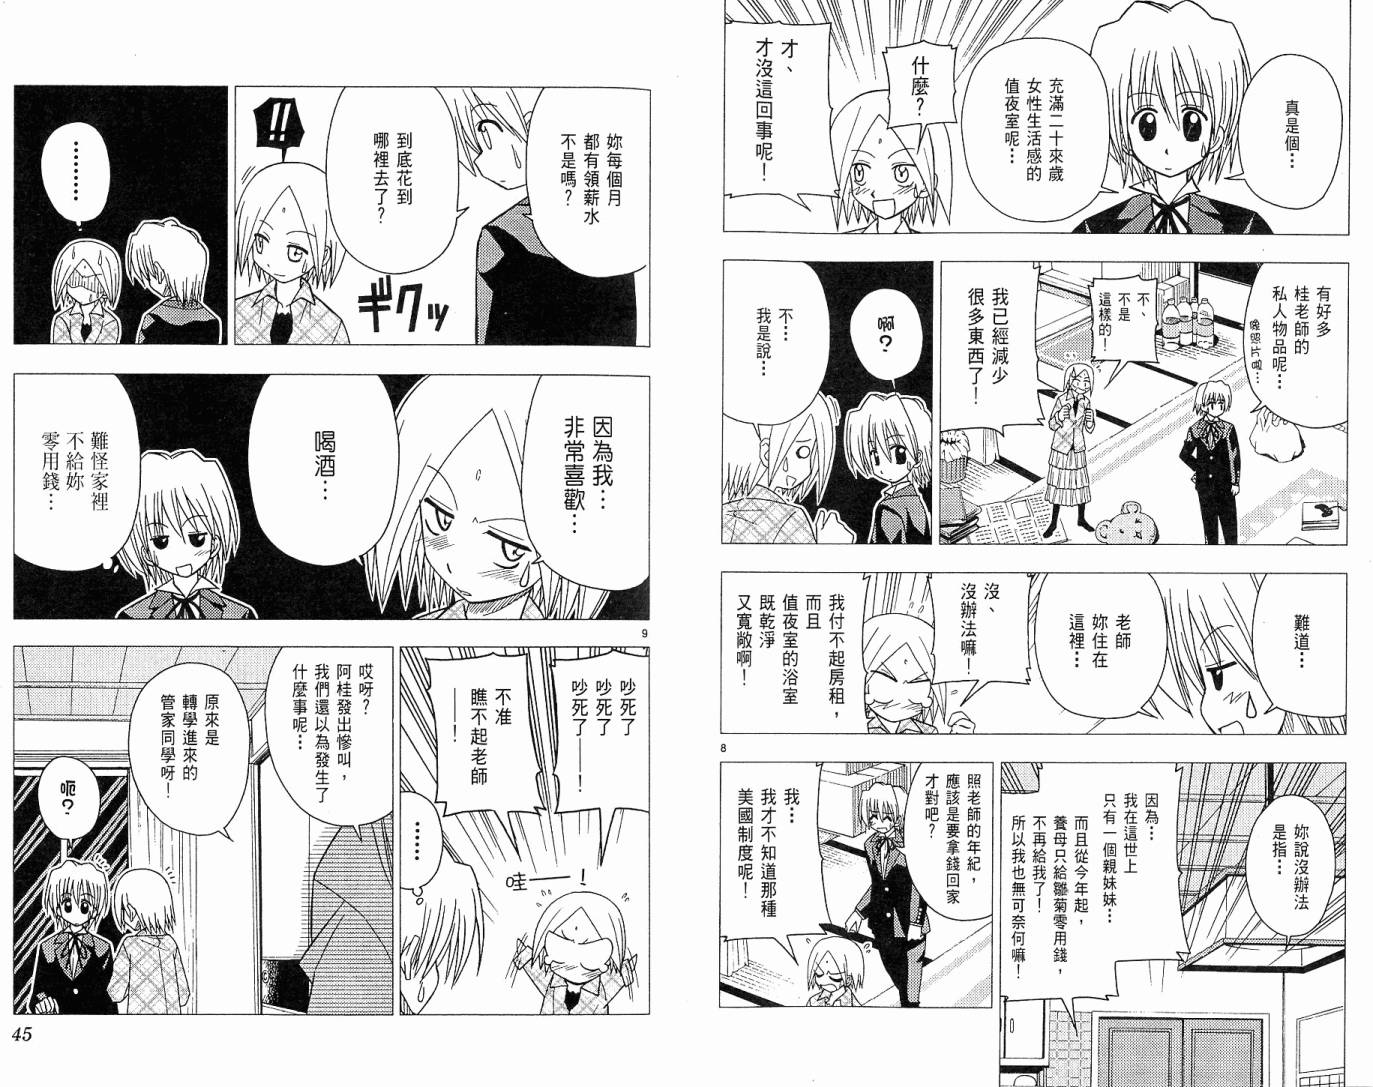 真是個…
充滿二十來歲
女性生活感的
值夜室呢…
什麼？
才、
才沒這回事呢！
有好多
桂老師的
私人物品呢…
像照片啦…
不、
不是
這樣的！
我已經減少
很多東西了！
啊？
不…
我是說…
難道…
老師
妳住在
這裡…
沒、
沒辦法嘛！
我付不起房租，
而且
值夜室的浴室
既乾淨
又寬敞啊！
8
妳說沒辦法
是指…
因為…
我在這世上
只有一個親妹妹…
而且從今年起，
養母只給雛菊零用錢，
不再給我了！
所以我也無可奈何嘛！
照老師的年紀，
應該是要拿錢回家
才對吧？
我…
我才不知道那種
美國制度呢！
妳每個月
都有領薪水
不是嗎？
到底花到
哪裡去了？
!!
ギクッ
………
因為我…
非常喜歡…
喝酒…
難怪家裡
不給妳
零用錢…
9
吵死了
吵死了
吵死了——！
不准
瞧不起老師
——！
哇——！
……
哎呀？
阿桂發出慘叫，
我們還以為發生了
什麼事呢…
原來是
轉學進來的
管家同學呀！
呃？
45